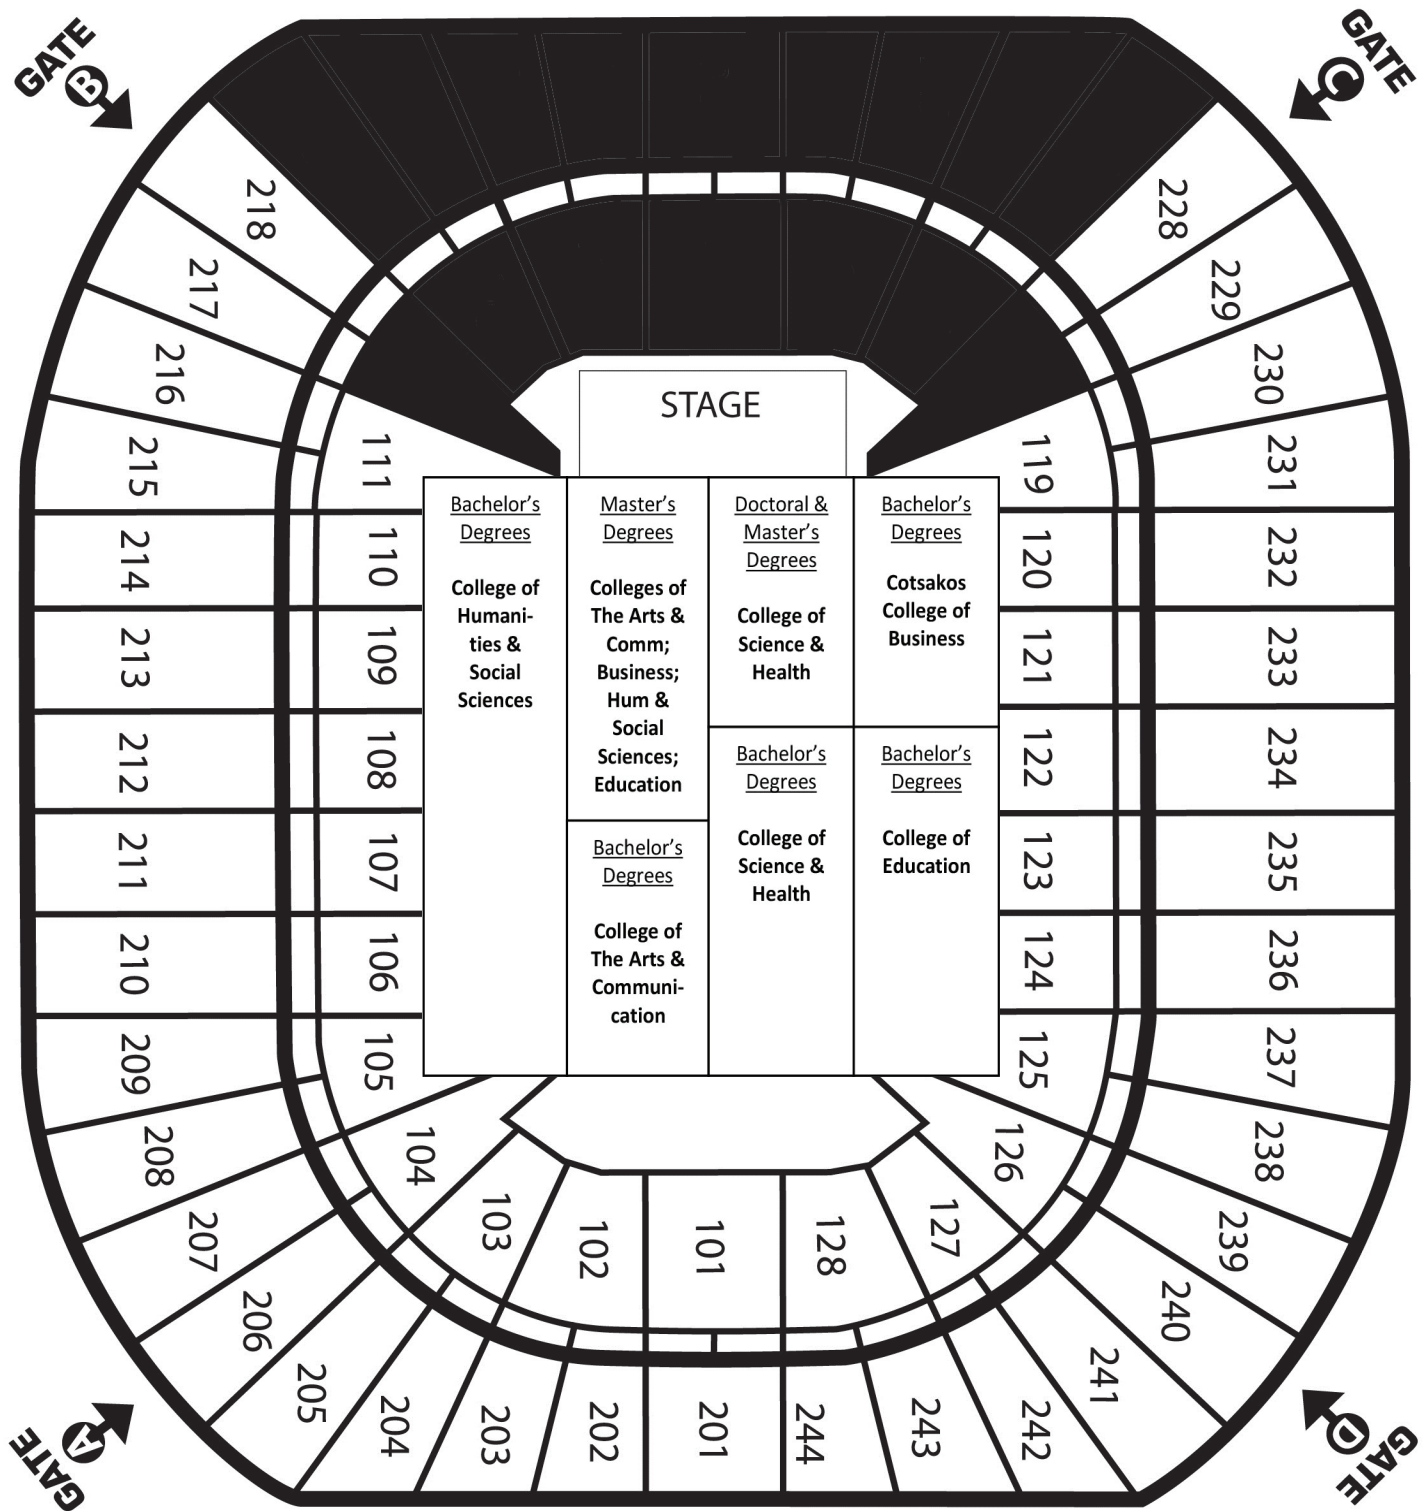 GATE
B
GATE
C
218
217
216
215
214
213
212
211
210
209
208
207
206
205
204
203
202
201
244
243
242
241
240
239
238
237
236
235
234
233
232
231
230
229
228
111
110
109
108
107
106
105
104
103
102
101
128
127
126
125
124
123
122
121
120
119
STAGE
Bachelor’s
Degrees
College of
Humani-
ties &
Social
Sciences
Master’s
Degrees
Colleges of
The Arts &
Comm;
Business;
Hum &
Social
Sciences;
Education
Bachelor’s
Degrees
College of
The Arts &
Communi-
cation
Doctoral &
Master’s
Degrees
College of
Science &
Health
Bachelor’s
Degrees
College of
Science &
Health
Bachelor’s
Degrees
Cotsakos
College of
Business
Bachelor’s
Degrees
College of
Education
GATE
A
GATE
D